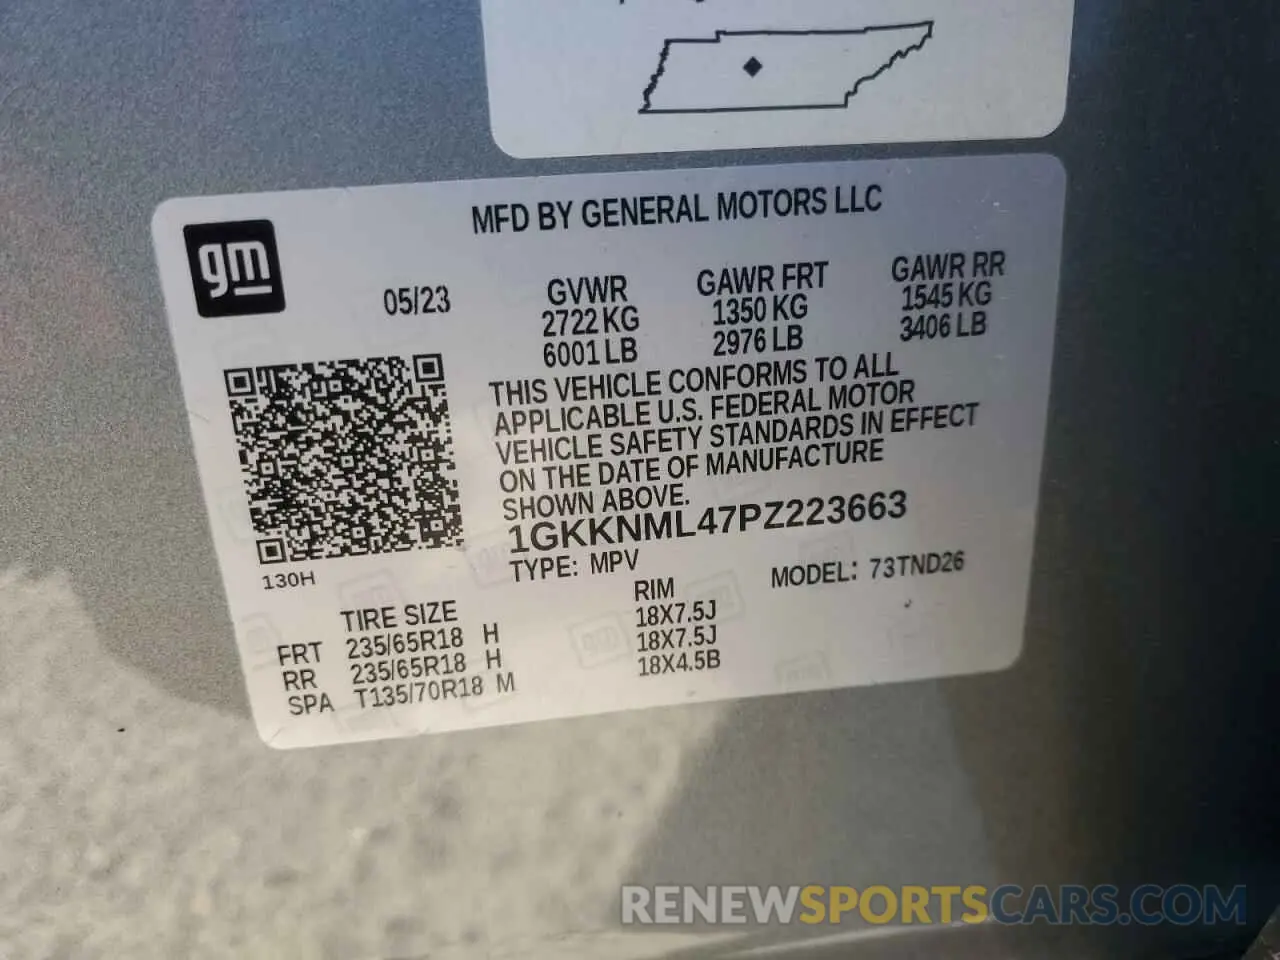 gm
MFD BY GENERAL MOTORS LLC
05/23
GVWR GAWR FRT GAWR RR
2722 KG 1350 KG 1545 KG
6001 LB 2976 LB 3406 LB
THIS VEHICLE CONFORMS TO ALL
APPLICABLE U.S. FEDERAL MOTOR
VEHICLE SAFETY STANDARDS IN EFFECT
ON THE DATE OF MANUFACTURE
SHOWN ABOVE.
1GKKNML47PZ223663
130H
TYPE: MPV MODEL: 73TND26
TIRE SIZE RIM
FRT 235/65R18 H 18X7.5J
RR 235/65R18 H 18X7.5J
SPA T135/70R18 M 18X4.5B
RENEWSPORTSCARS.COM